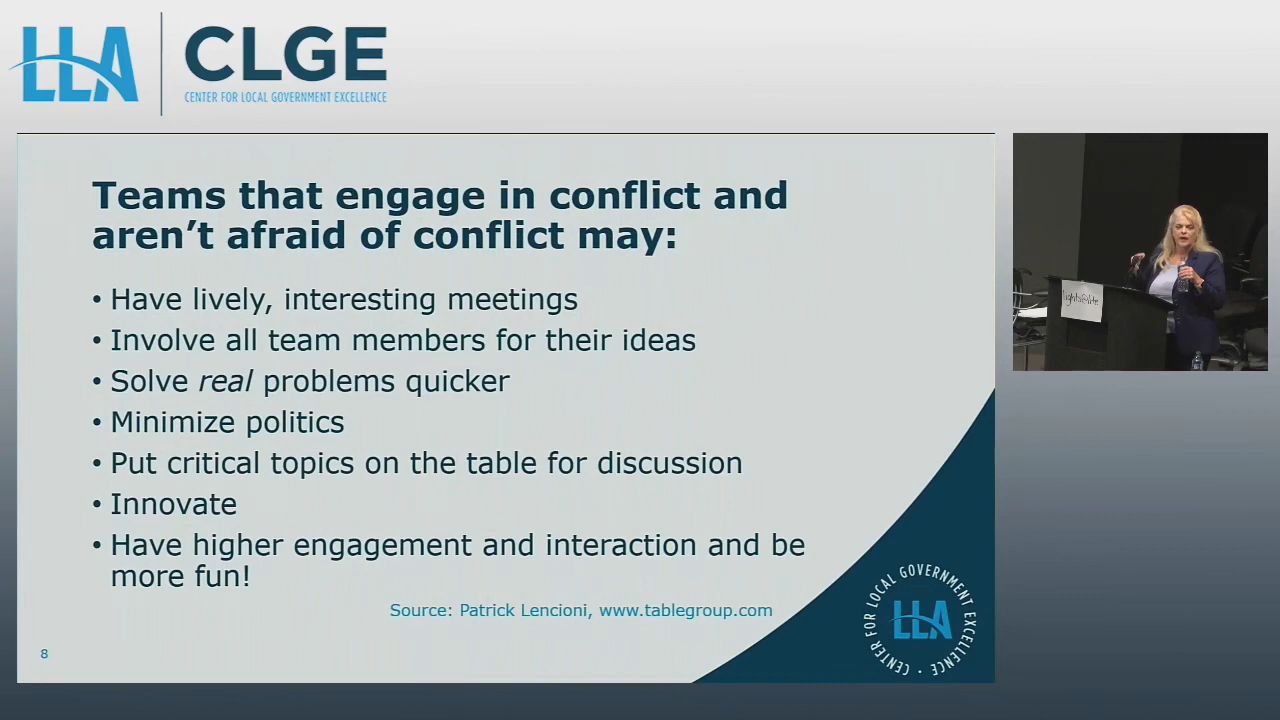 LLA
CLGE
CENTER FOR LOCAL GOVERNMENT EXCELLENCE
Teams that engage in conflict and
aren’t afraid of conflict may:
• Have lively, interesting meetings
• Involve all team members for their ideas
• Solve real problems quicker
• Minimize politics
• Put critical topics on the table for discussion
• Innovate
• Have higher engagement and interaction and be
more fun!
Source: Patrick Lencioni, www.tablegroup.com
8
CENTER FOR LOCAL GOVERNMENT EXCELLENCE
LLA